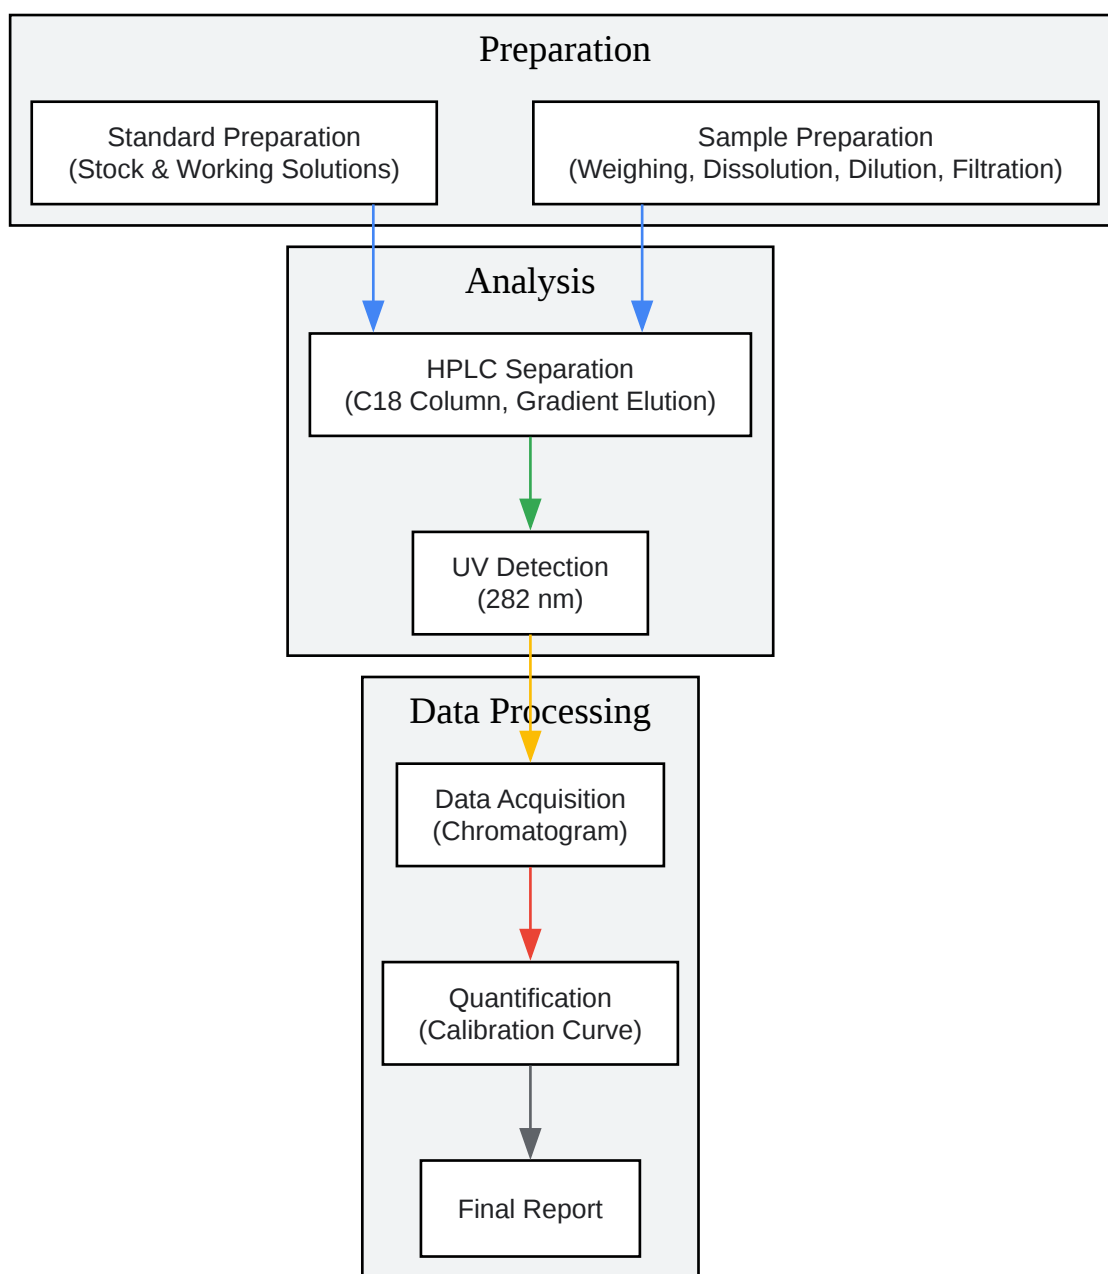 Preparation
Standard Preparation
(Stock & Working Solutions)
Sample Preparation
(Weighing, Dissolution, Dilution, Filtration)
Analysis
HPLC Separation
(C18 Column, Gradient Elution)
UV Detection
(282 nm)
Data Processing
Data Acquisition
(Chromatogram)
Quantification
(Calibration Curve)
Final Report